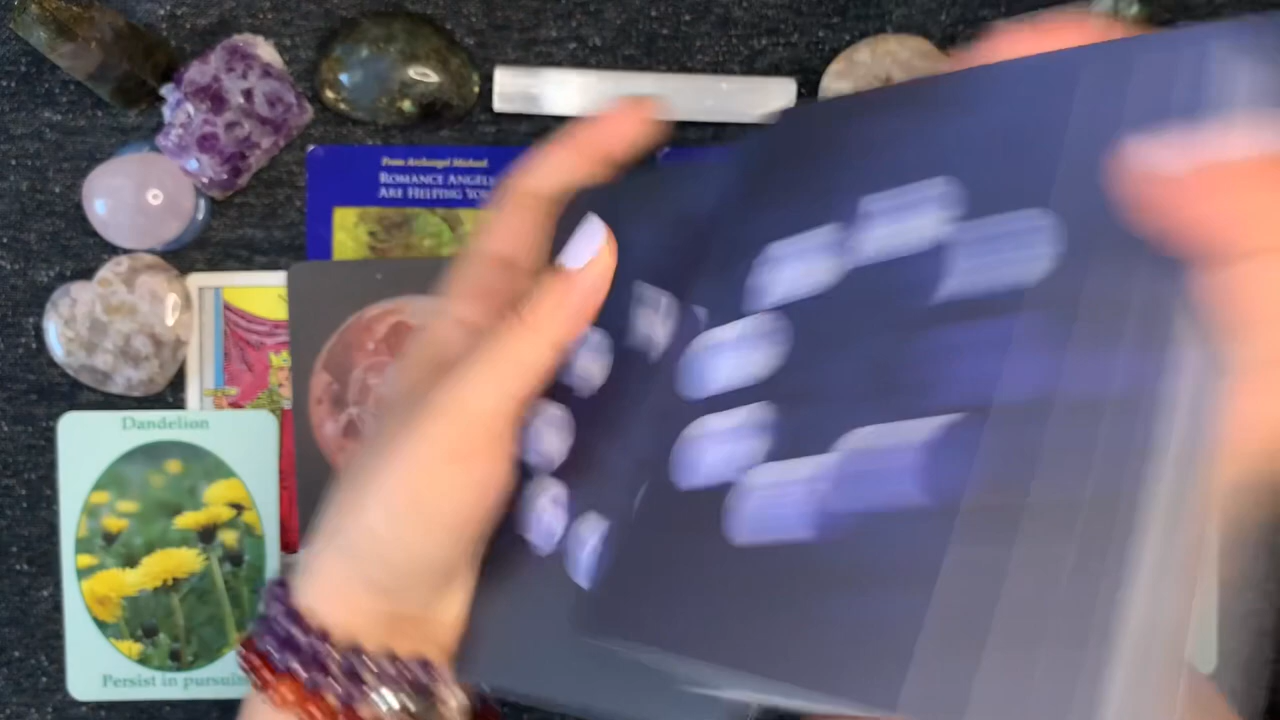 From Archangel Michael
ROMANCE ANGELS
ARE HELPING YOU
Dandelion
Persist in pursuit